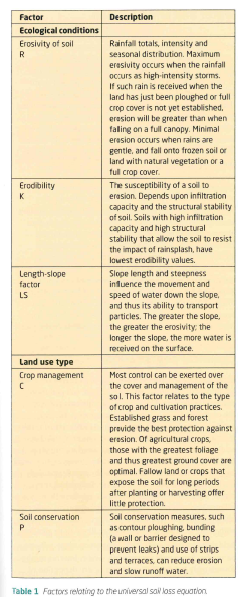 Factor Description
Ecological conditions
Erosivity of soil Rainfall totals, intensity and
R seasonal distribution. Maximum
erosivity occurs when the rainfall
occurs as high-intensity storms.
If such rain is received when the
land has just been ploughed or full
crop cover is not yet established,
erosion will be greater than when
falling on a full canopy. Minimal
erosion occurs when rains are
gentle, and fall onto frozen soil or
land with natural vegetation or a
full crop cover.
Erodibility The susceptibility of a soil to
K erosion. Depends upon infiltration
capacity and the structural stability
of soil. Soils with high infiltration
capacity and high structural
stability that allow the soil to resist
the impact of rainsplash, have
lowest erodibility values.
Length-slope Slope length and steepness
factor influence the movement and
LS speed of water down the slope,
and thus its ability to transport
particles. The greater the slope,
the greater the erosivity; the
longer the slope, the more water is
received on the surface.
Land use type
Crop management Most control can be exerted over
C the cover and management of the
soil. This factor relates to the type
of crop and cultivation practices.
Established grass and forest
provide the best protection against
erosion. Of agricultural crops,
those with the greatest foliage
and thus greatest ground cover are
optimal. Fallow land or crops that
expose the soil for long periods
after planting or harvesting offer
little protection.
Soil conservation Soil conservation measures, such
P as contour ploughing, bunding
(a wall or barrier designed to
prevent leaks) and use of strips
and terraces, can reduce erosion
and slow runoff water.
Table 1 Factors relating to the universal soil loss equation.